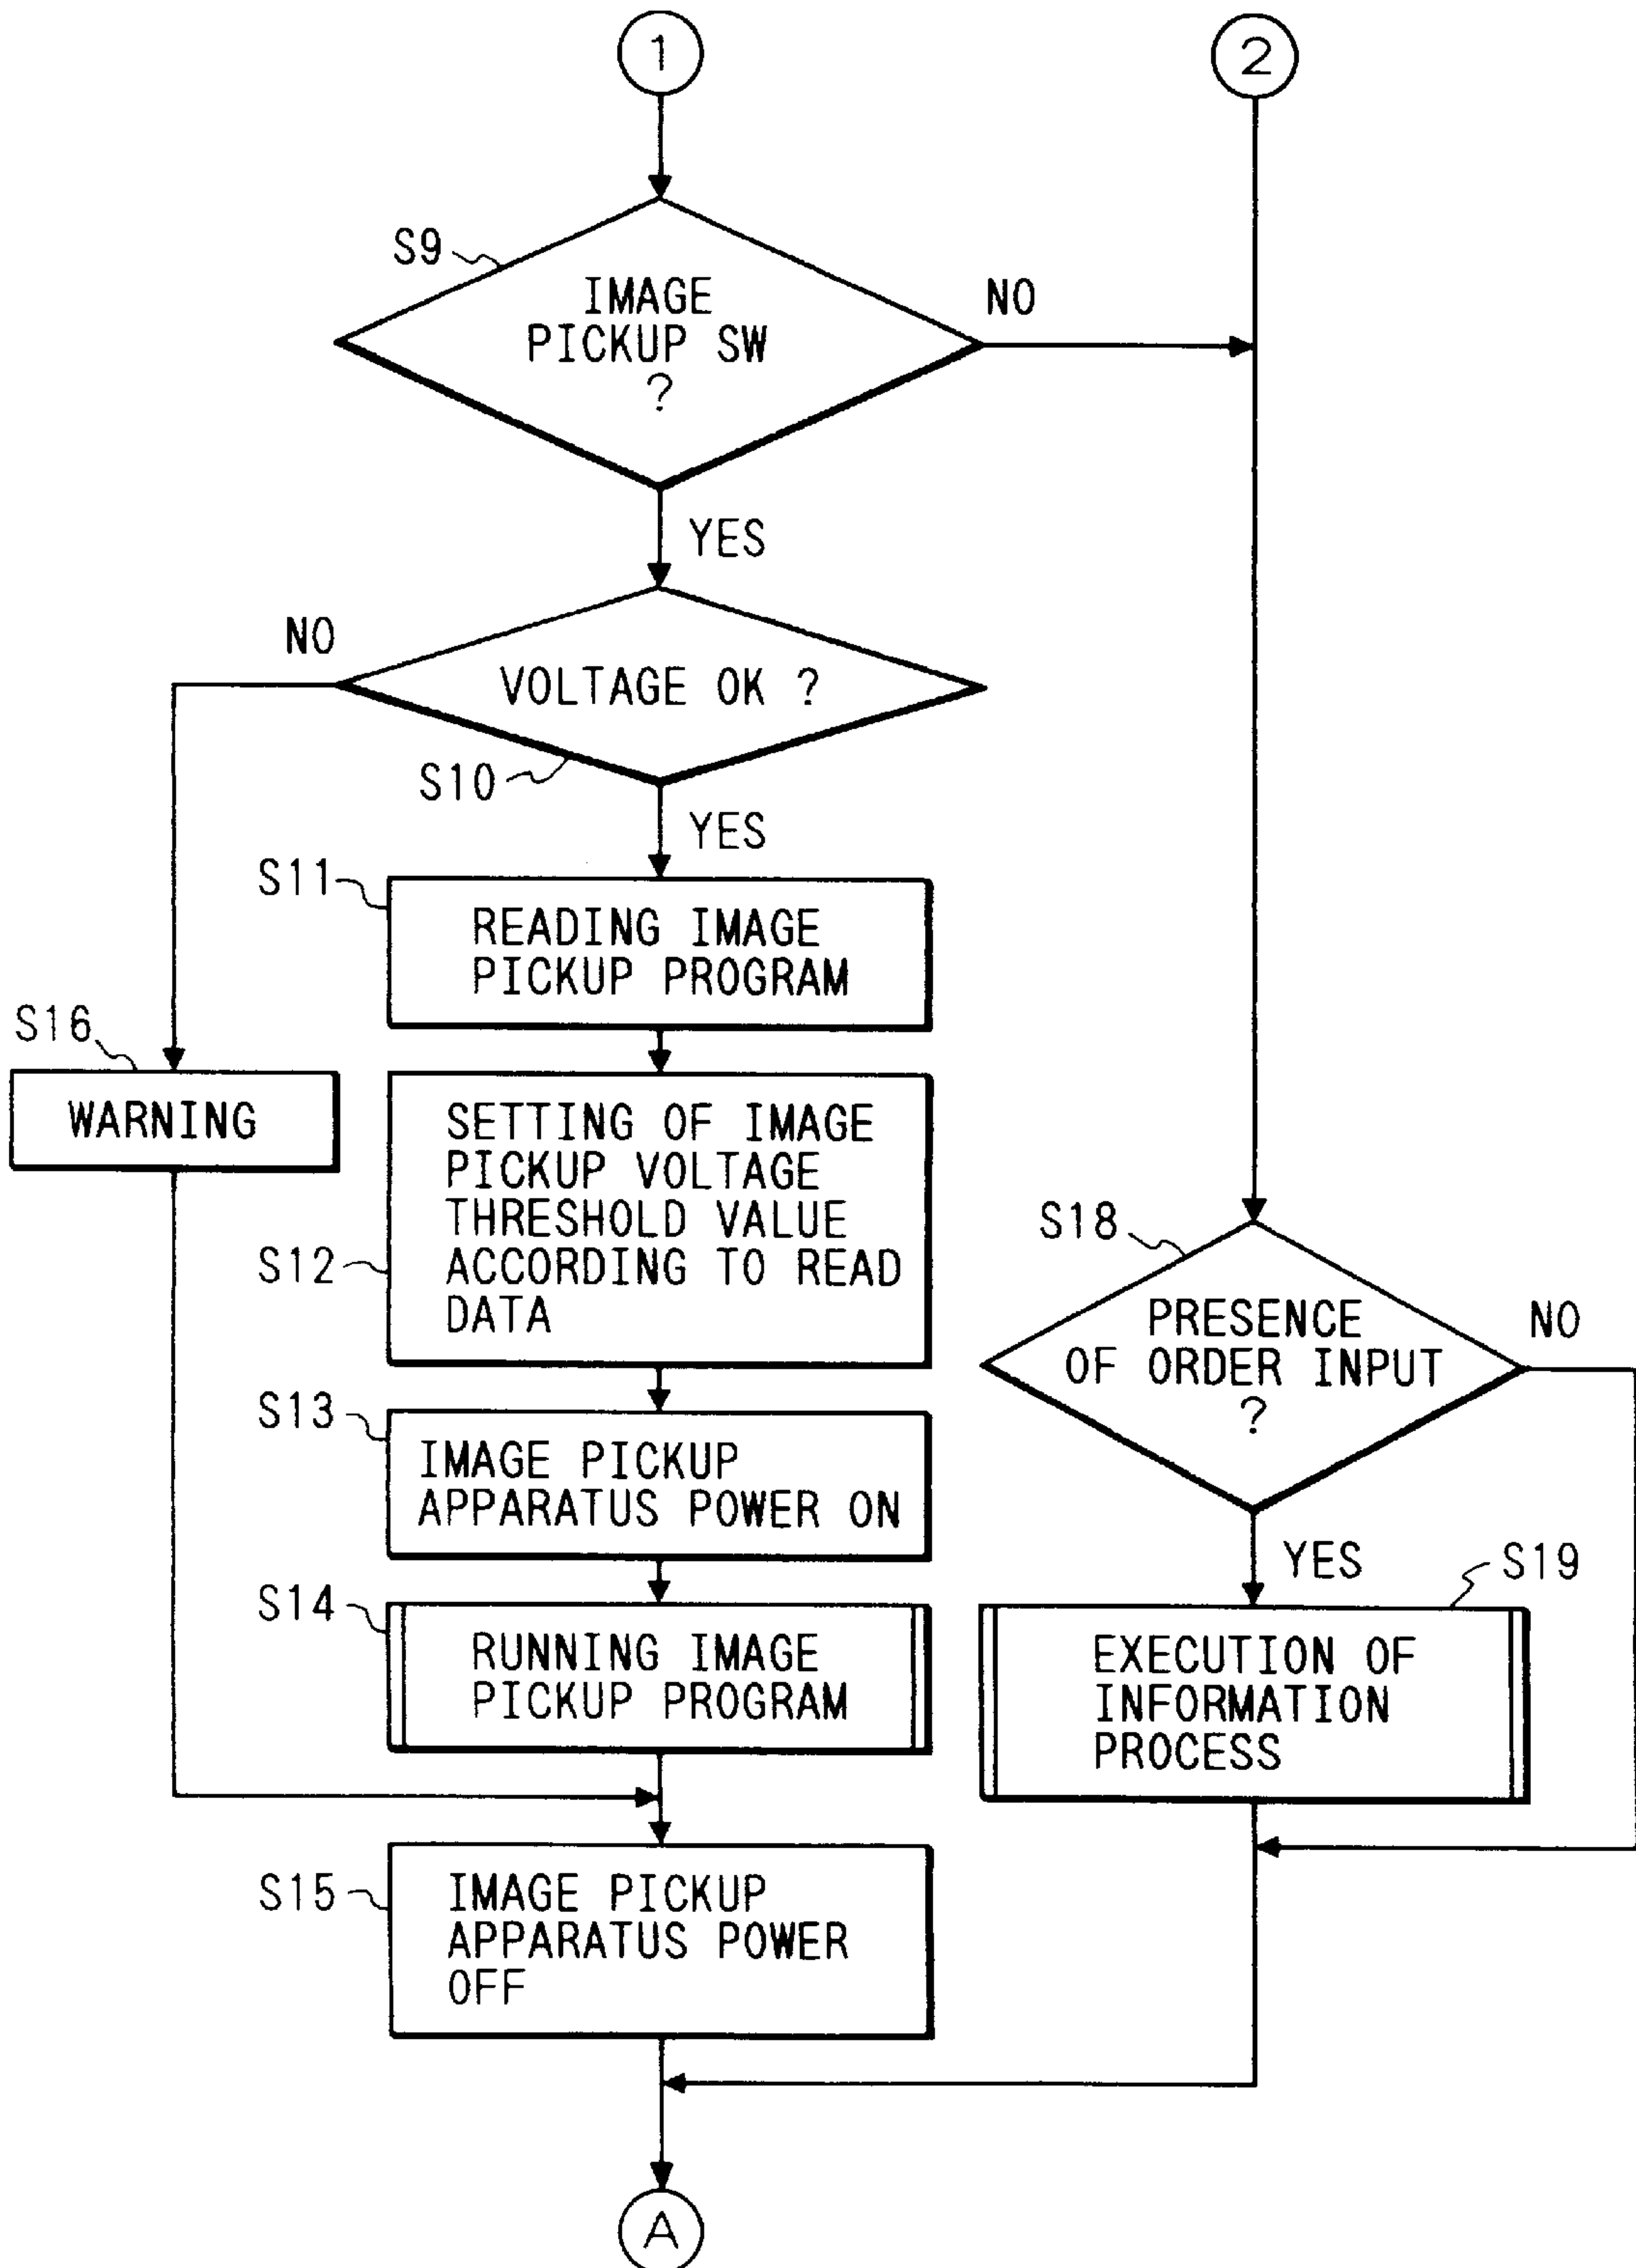 1
2
S9
IMAGE
PICKUP SW
?
NO
YES
NO
VOLTAGE OK ?
S10
YES
S11
READING IMAGE
PICKUP PROGRAM
S16
WARNING
SETTING OF IMAGE
PICKUP VOLTAGE
THRESHOLD VALUE
ACCORDING TO READ
DATA
S12
S18
PRESENCE
OF ORDER INPUT
?
NO
S13
IMAGE PICKUP
APPARATUS POWER ON
YES
S19
S14
RUNNING IMAGE
PICKUP PROGRAM
EXECUTION OF
INFORMATION
PROCESS
S15
IMAGE PICKUP
APPARATUS POWER
OFF
A